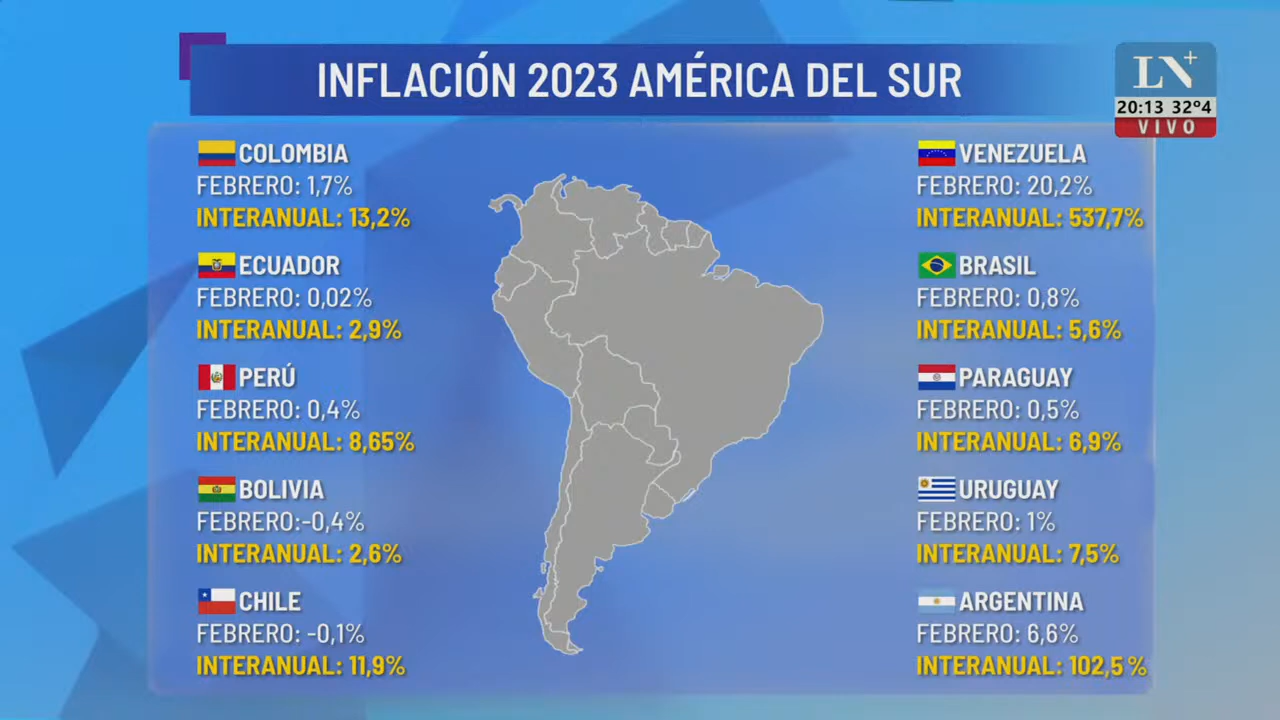 INFLACIÓN 2023 AMÉRICA DEL SUR
LN+
20:13 32º4
VIVO
COLOMBIA
FEBRERO: 1,7%
INTERANUAL: 13,2%
ECUADOR
FEBRERO: 0,02%
INTERANUAL: 2,9%
PERÚ
FEBRERO: 0,4%
INTERANUAL: 8,65%
BOLIVIA
FEBRERO:-0,4%
INTERANUAL: 2,6%
CHILE
FEBRERO: -0,1%
INTERANUAL: 11,9%
VENEZUELA
FEBRERO: 20,2%
INTERANUAL: 537,7%
BRASIL
FEBRERO: 0,8%
INTERANUAL: 5,6%
PARAGUAY
FEBRERO: 0,5%
INTERANUAL: 6,9%
URUGUAY
FEBRERO: 1%
INTERANUAL: 7,5%
ARGENTINA
FEBRERO: 6,6%
INTERANUAL: 102,5%